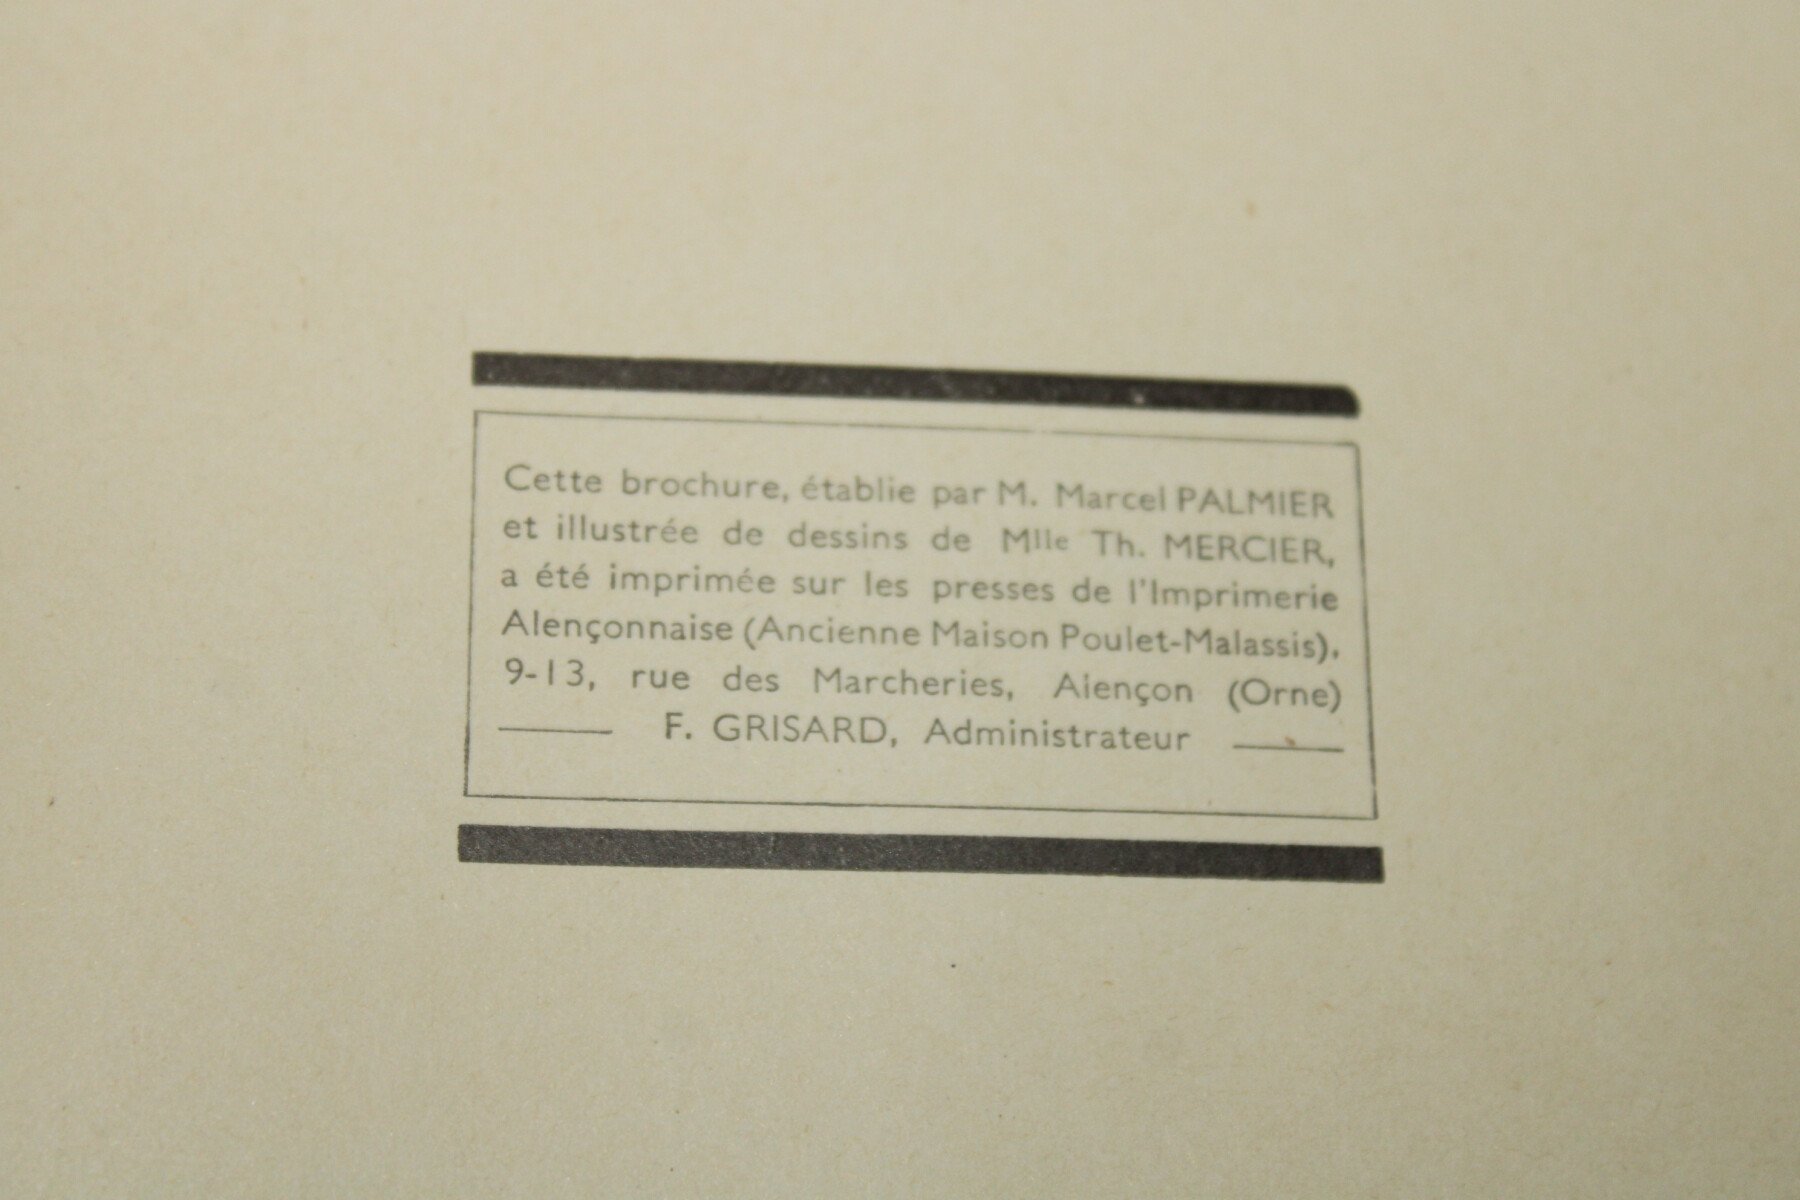 Cette brochure, établie par M. Marcel PALMIER
et illustrée de dessins de Mlle Th. MERCIER,
a été imprimée sur les presses de l'Imprimerie
Alençonnaise (Ancienne Maison Poulet-Malassis),
9-13, rue des Marcheries, Alençon (Orne)
F. GRISARD, Administrateur